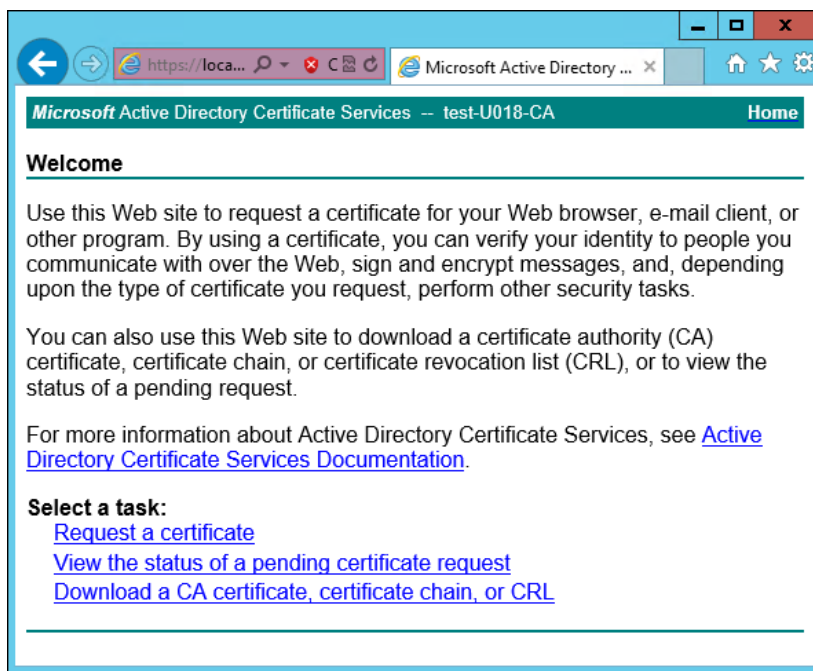 https://loca... C
Microsoft Active Directory ...
Microsoft Active Directory Certificate Services -- test-U018-CA Home
Welcome
Use this Web site to request a certificate for your Web browser, e-mail client, or
other program. By using a certificate, you can verify your identity to people you
communicate with over the Web, sign and encrypt messages, and, depending
upon the type of certificate you request, perform other security tasks.
You can also use this Web site to download a certificate authority (CA)
certificate, certificate chain, or certificate revocation list (CRL), or to view the
status of a pending request.
For more information about Active Directory Certificate Services, see Active
Directory Certificate Services Documentation.
Select a task:
Request a certificate
View the status of a pending certificate request
Download a CA certificate, certificate chain, or CRL